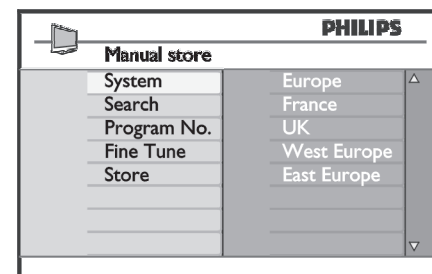 PHILIPS
Manual store
System
Search
Program No.
Fine Tune
Store
Europe
France
UK
West Europe
East Europe